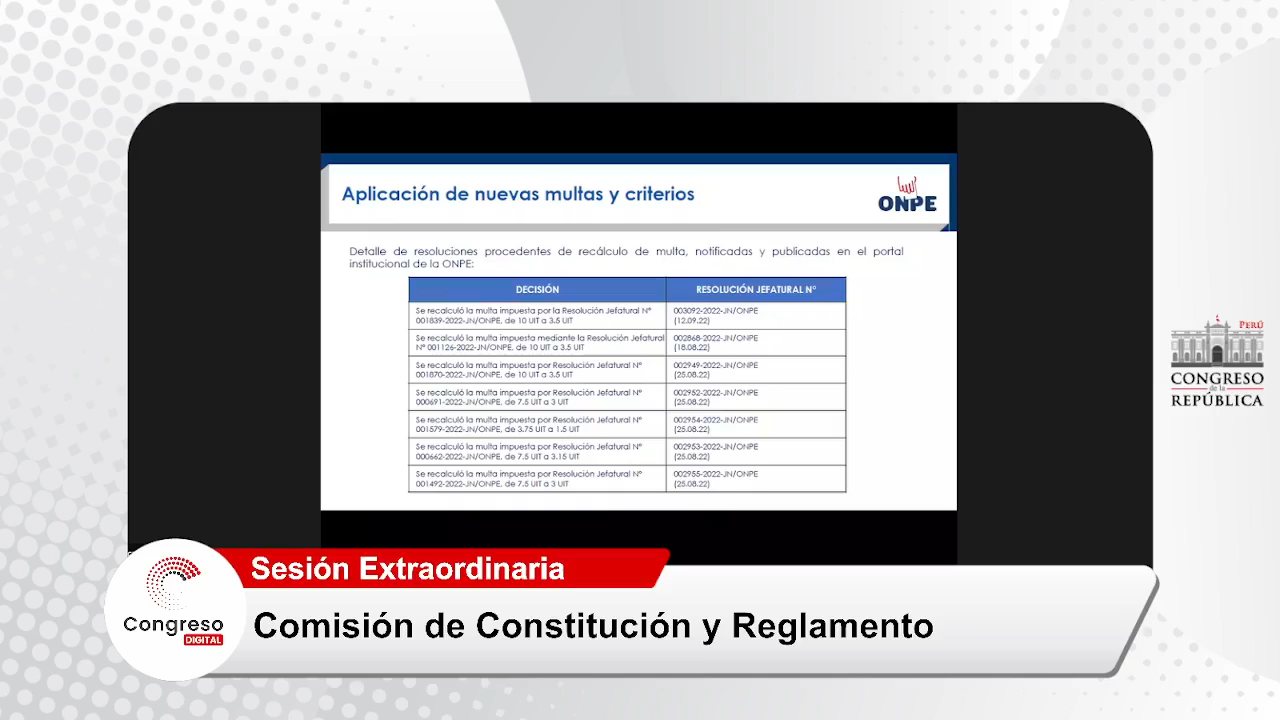 Aplicación de nuevas multas y criterios
ONPE
Detalle de resoluciones procedentes de recálculo de multa, notificadas y publicadas en el portal
institucional de la ONPE:
DECISIÓN
RESOLUCIÓN JEFATURAL N°
Se recalculó la multa impuesta por la Resolución Jefatural N°
001839-2022-JN/ONPE, de 10 UIT a 3.5 UIT
003092-2022-JN/ONPE
(12.09.22)
Se recalculó la multa impuesta mediante la Resolución Jefatural
N° 001126-2022-JN/ONPE, de 10 UIT a 3.5 UIT
002868-2022-JN/ONPE
(18.08.22)
Se recalculó la multa impuesta por Resolución Jefatural N°
001870-2022-JN/ONPE, de 10 UIT a 3.5 UIT
002949-2022-JN/ONPE
(25.08.22)
Se recalculó la multa impuesta por Resolución Jefatural N°
000691-2022-JN/ONPE, de 7.5 UIT a 3 UIT
002952-2022-JN/ONPE
(25.08.22)
Se recalculó la multa impuesta por Resolución Jefatural N°
001579-2022-JN/ONPE, de 3.75 UIT a 1.5 UIT
002954-2022-JN/ONPE
(25.08.22)
Se recalculó la multa impuesta por Resolución Jefatural N°
000662-2022-JN/ONPE, de 7.5 UIT a 3.15 UIT
002953-2022-JN/ONPE
(25.08.22)
Se recalculó la multa impuesta por Resolución Jefatural N°
001492-2022-JN/ONPE, de 7.5 UIT a 3 UIT
002955-2022-JN/ONPE
(25.08.22)
PERÚ
CONGRESO
de la
REPÚBLICA
Sesión Extraordinaria
Congreso
DIGITAL
Comisión de Constitución y Reglamento